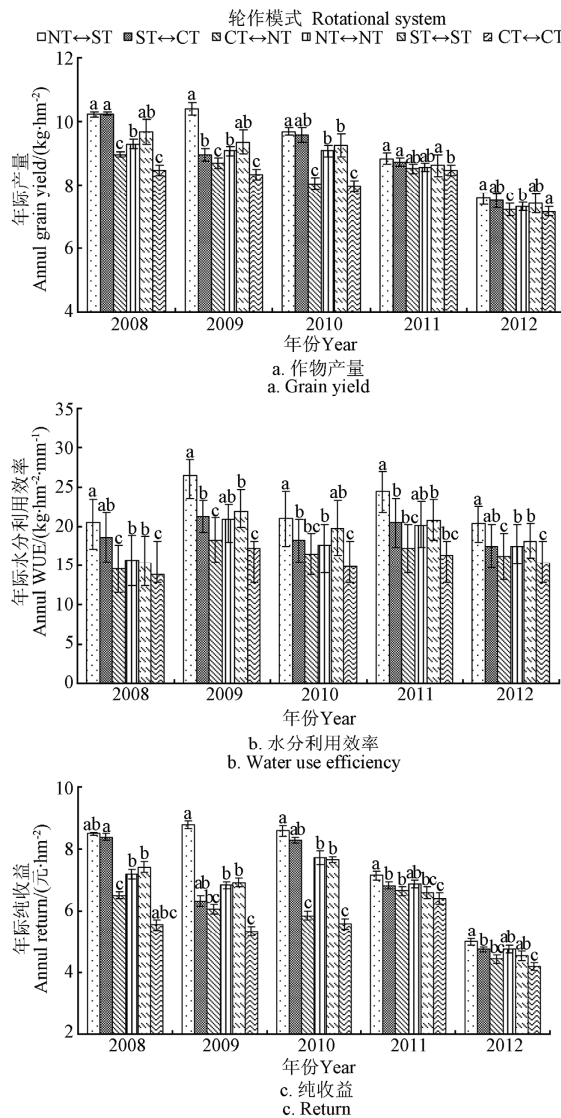 轮作模式 Rotational system
NT↔ST ST↔CT CT↔NT NT↔NT ST↔ST CT↔CT
年际产量
Annul grain yield/(kg·hm-2)
12
10
8
6
4
a a c b ab c
a b c b ab c
a ab c b b c
a a ab ab a b
a ab c b ab a
2008 2009 2010 2011 2012
年份Year
a. 作物产量
a. Grain yield
年际水分利用效率
Annul WUE/(kg·hm-2·mm-1)
35
30
25
20
15
10
5
0
a ab c b b c
a b c ab b c
a b bc b ab c
a b bc ab b bc
a b c b b c
2008 2009 2010 2011 2012
年份Year
b. 水分利用效率
b. Water use efficiency
年际纯收益
Annul return/(元·hm-2)
10
8
6
4
2
ab a c b b abc
a ab bc b b c
a ab c b b c
a b b ab bc c
a b bc ab ab c
2008 2009 2010 2011 2012
年份Year
c. 纯收益
c. Return